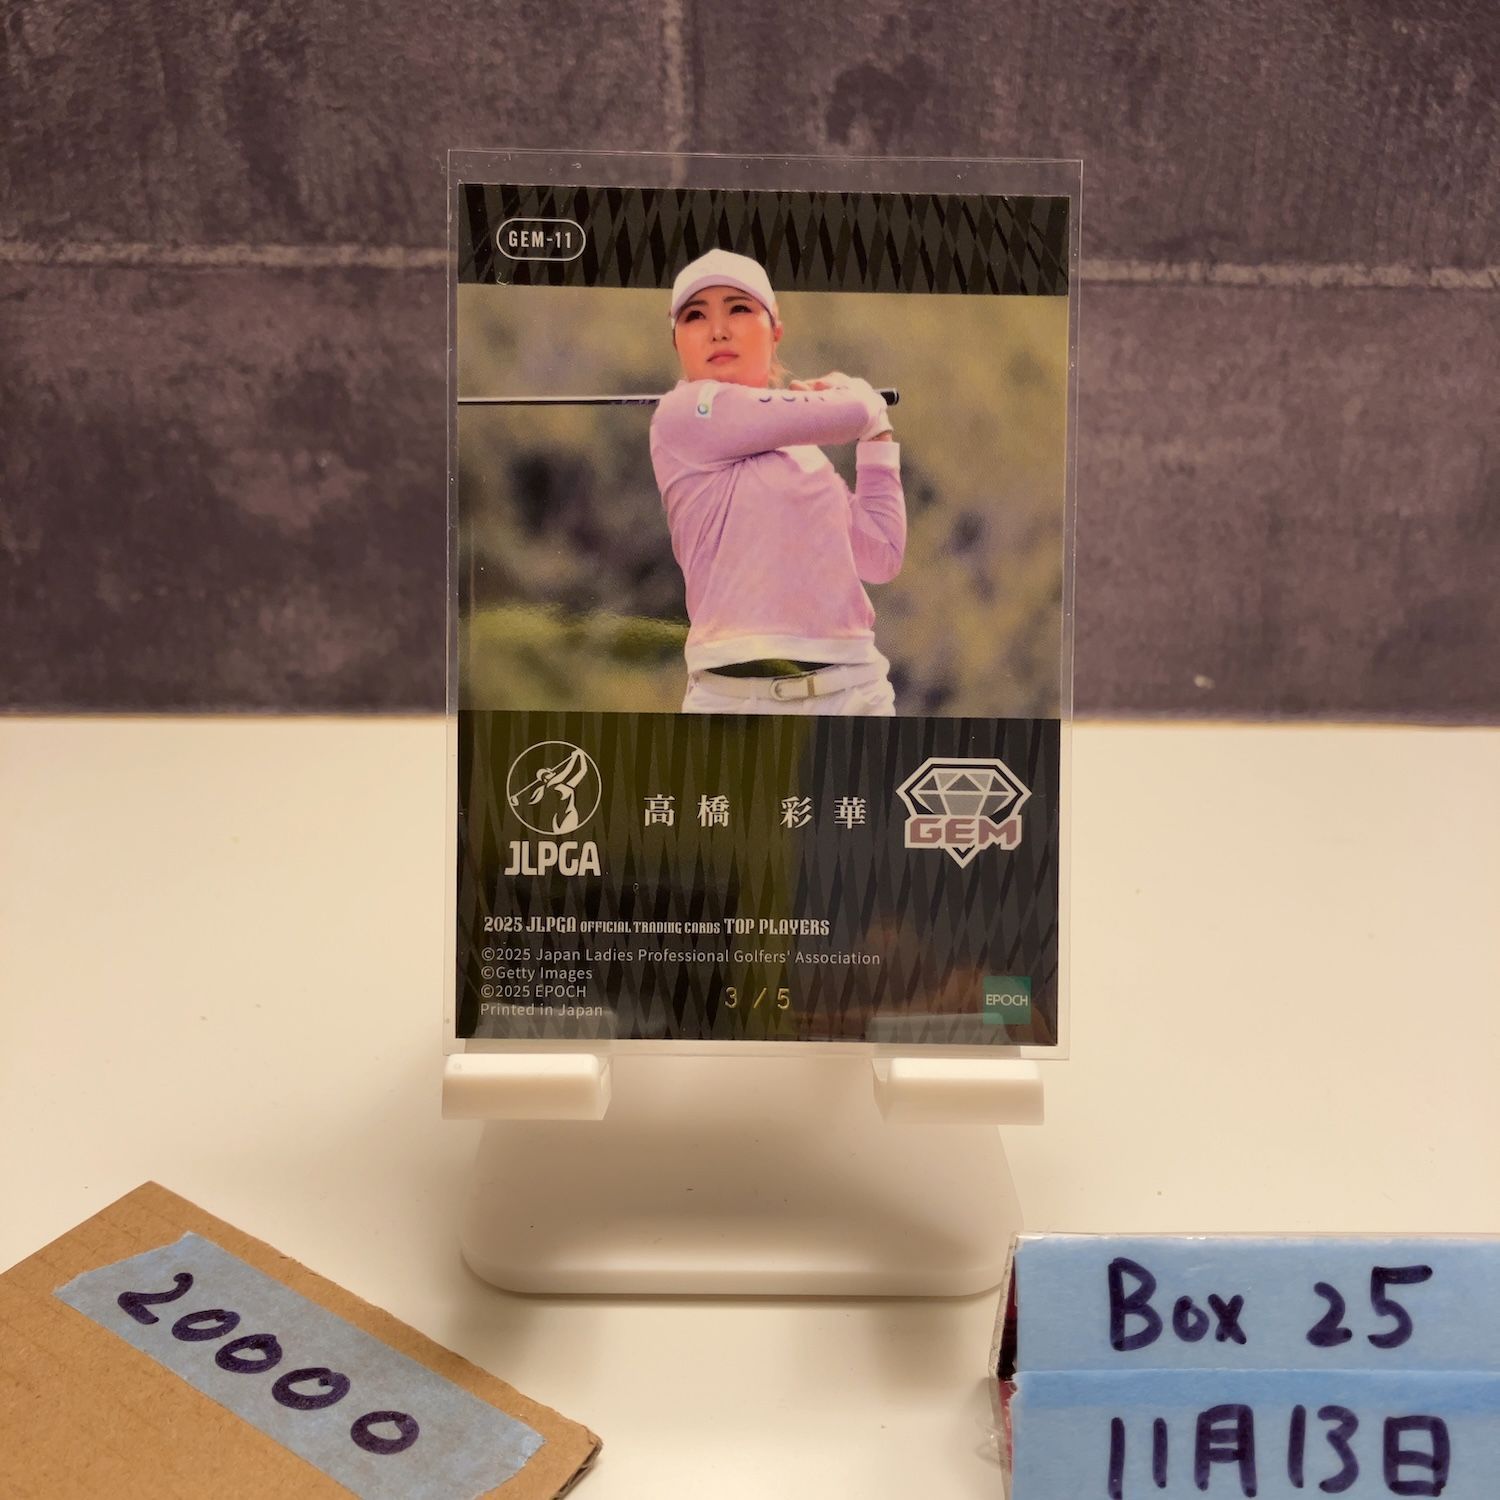 GEM-11
JLPGA
高橋 彩華
GEM
2025 JLPGA OFFICIAL TRADING CARDS TOP PLAYERS
©2025 Japan Ladies Professional Golfers' Association
©Getty Images
©2025 EPOCH
Printed in Japan
3 / 5
EPOCH
20000
Box 25
11月13日